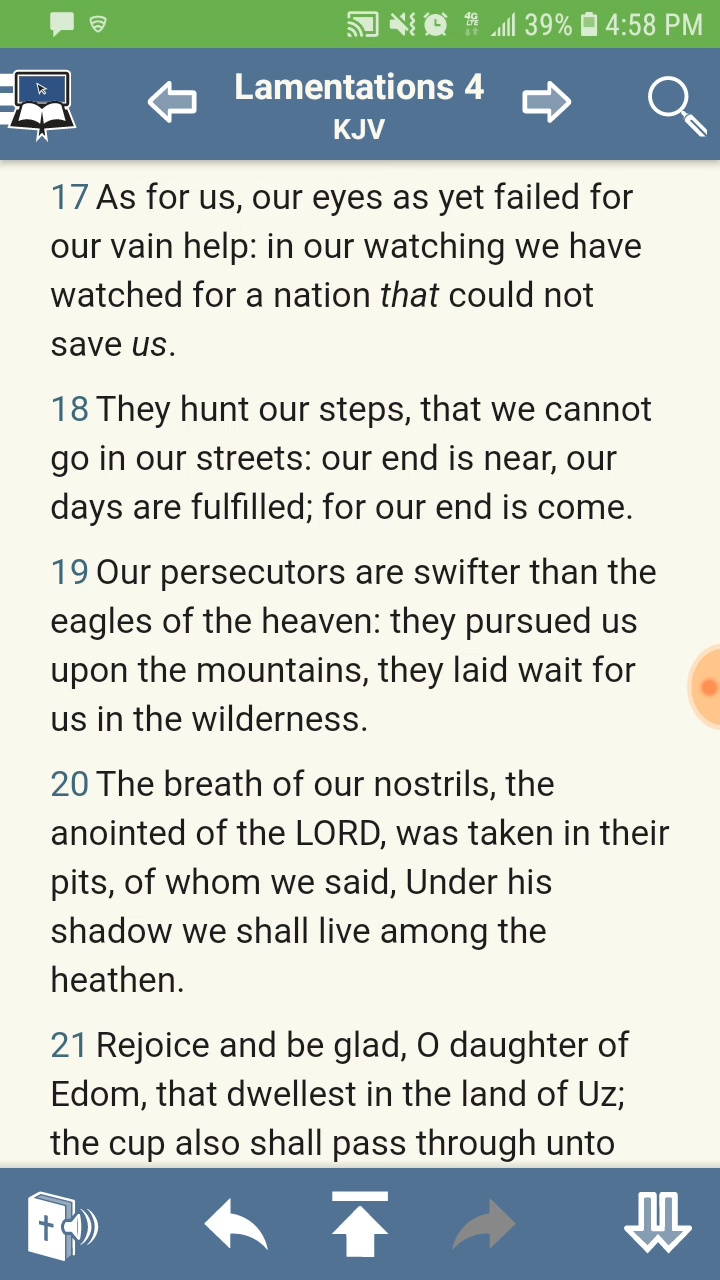 4G
LTE
39%
4:58 PM
Lamentations 4
KJV
17 As for us, our eyes as yet failed for
our vain help: in our watching we have
watched for a nation that could not
save us.
18 They hunt our steps, that we cannot
go in our streets: our end is near, our
days are fulfilled; for our end is come.
19 Our persecutors are swifter than the
eagles of the heaven: they pursued us
upon the mountains, they laid wait for
us in the wilderness.
20 The breath of our nostrils, the
anointed of the LORD, was taken in their
pits, of whom we said, Under his
shadow we shall live among the
heathen.
21 Rejoice and be glad, O daughter of
Edom, that dwellest in the land of Uz;
the cup also shall pass through unto